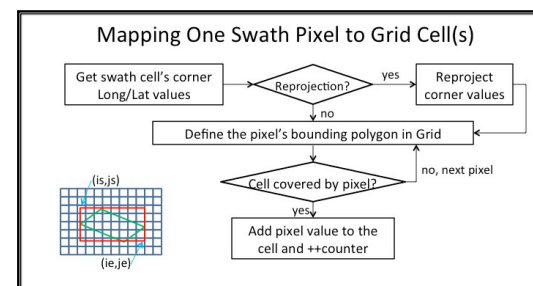 Mapping One Swath Pixel to Grid Cell(s)
Get swath cell's corner
Long/Lat values
Reprojection?
yes
Reproject
corner values
no
Define the pixel's bounding polygon in Grid
Cell covered by pixel?
no, next pixel
yes
Add pixel value to the
cell and ++counter
(is,js)
(ie,je)